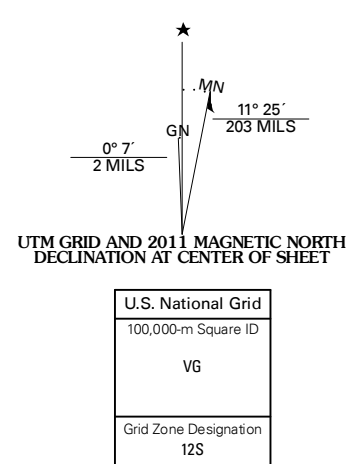 MN
11° 25´
203 MILS
GN
0° 7´
2 MILS
UTM GRID AND 2011 MAGNETIC NORTH
DECLINATION AT CENTER OF SHEET
U.S. National Grid
100,000-m Square ID
VG
Grid Zone Designation
12S